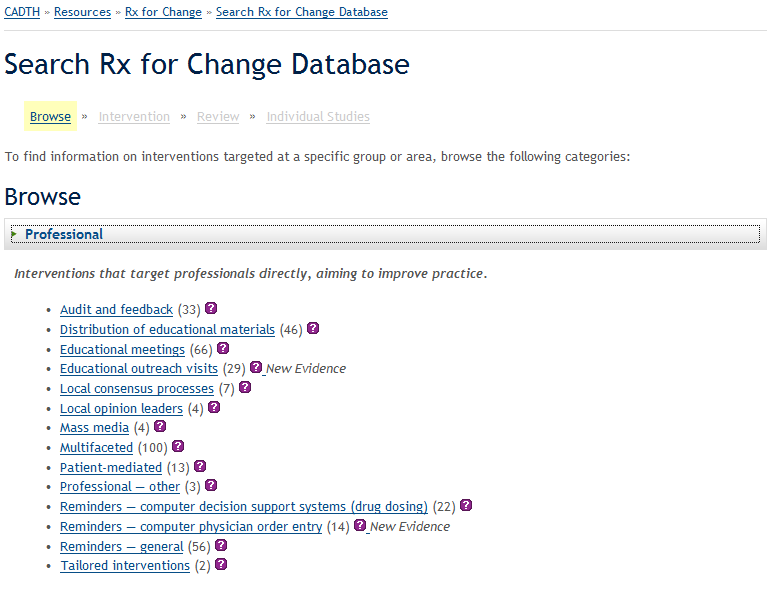 CADTH » Resources » Rx for Change » Search Rx for Change Database
Search Rx for Change Database
Browse » Intervention » Review » Individual Studies
To find information on interventions targeted at a specific group or area, browse the following categories:
Browse
Professional
Interventions that target professionals directly, aiming to improve practice.
• Audit and feedback (33) ?
• Distribution of educational materials (46) ?
• Educational meetings (66) ?
• Educational outreach visits (29) ? New Evidence
• Local consensus processes (7) ?
• Local opinion leaders (4) ?
• Mass media (4) ?
• Multifaceted (100) ?
• Patient-mediated (13) ?
• Professional — other (3) ?
• Reminders — computer decision support systems (drug dosing) (22) ?
• Reminders — computer physician order entry (14) ? New Evidence
• Reminders — general (56) ?
• Tailored interventions (2) ?